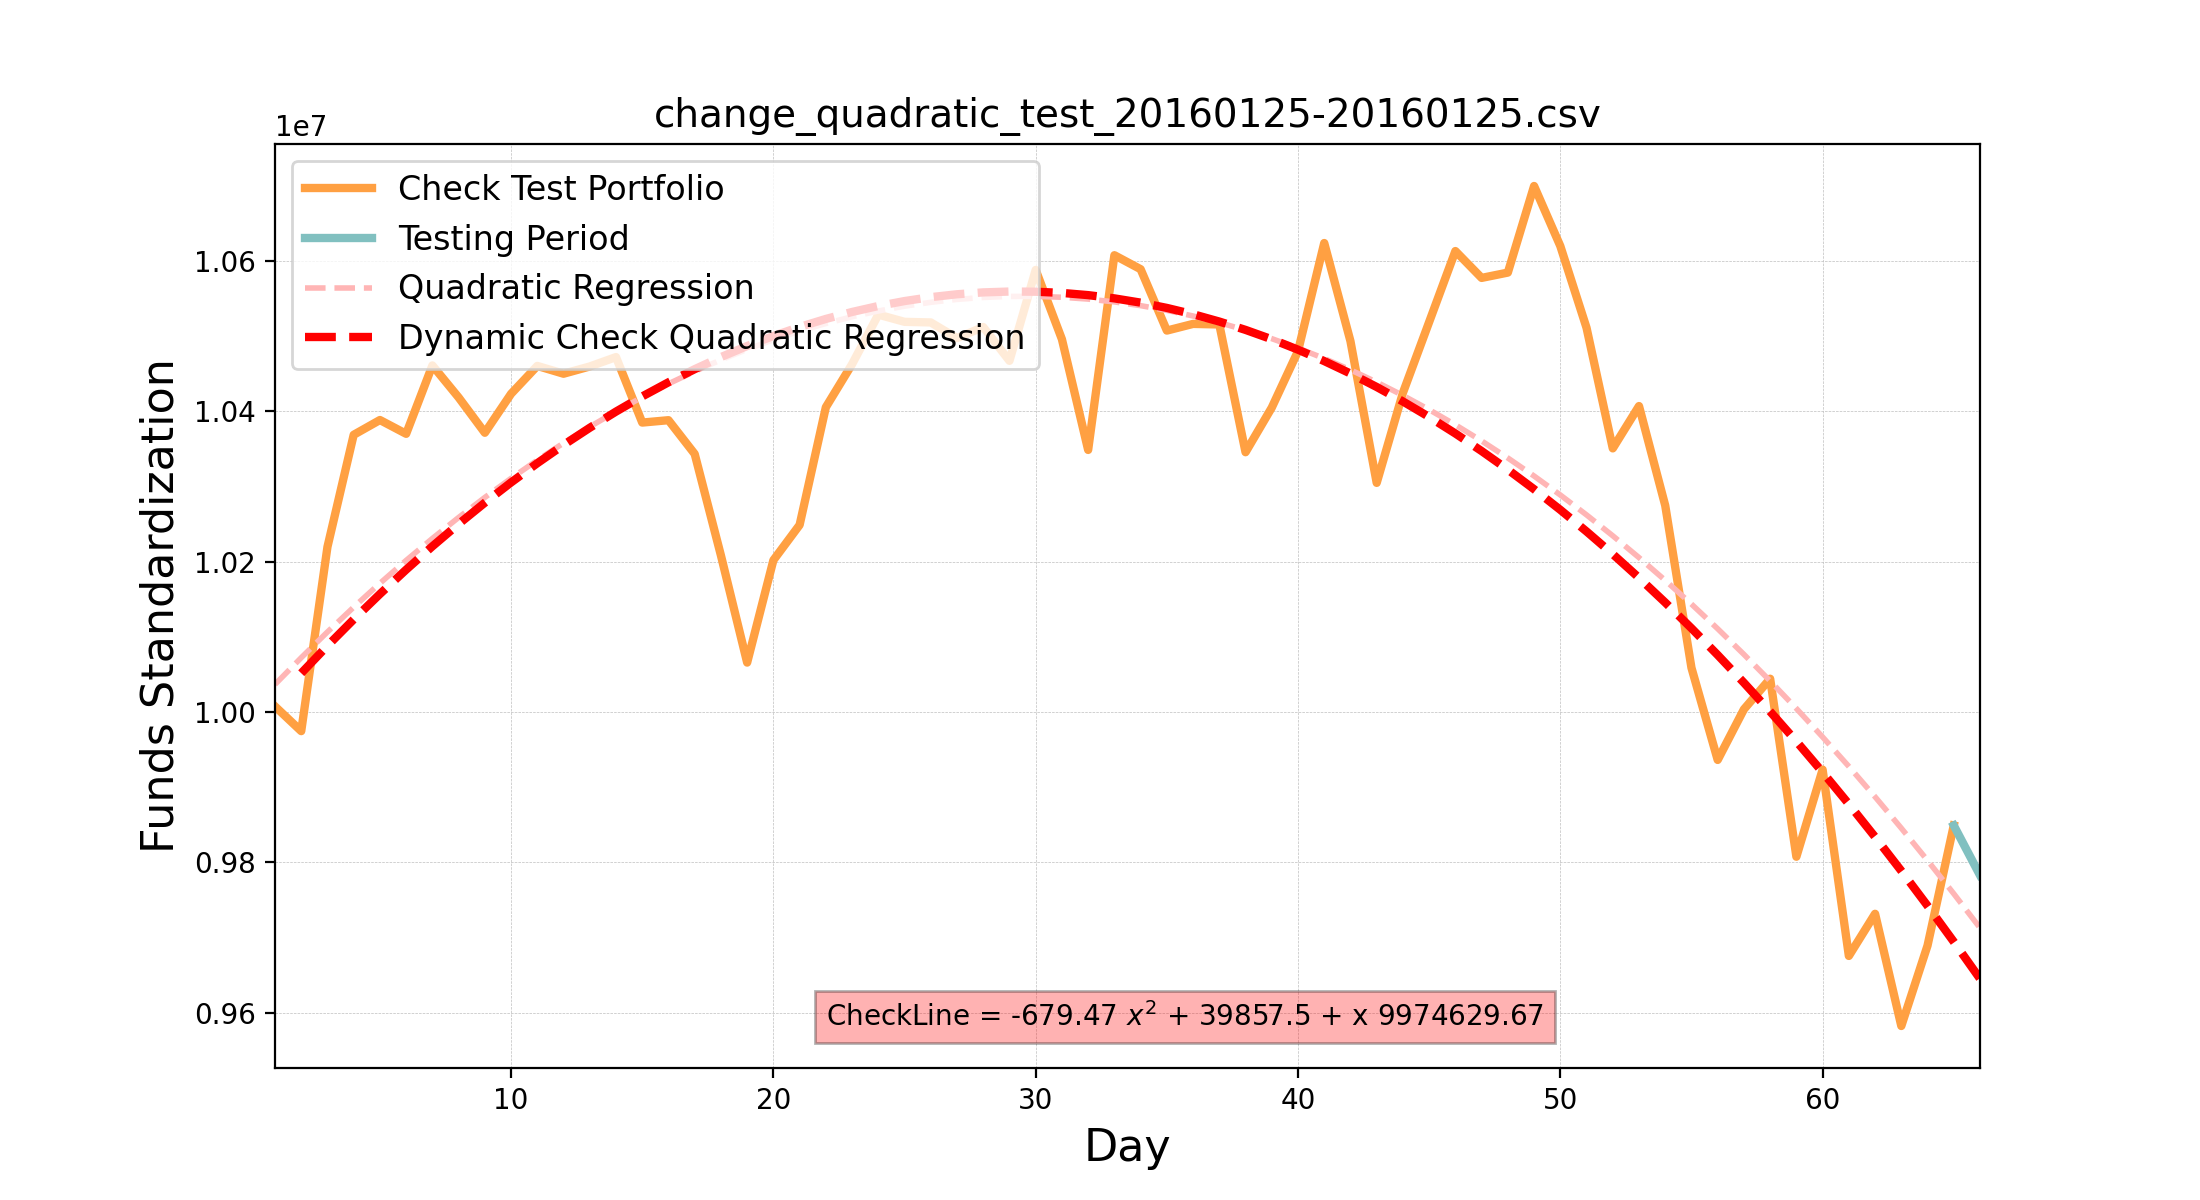 change_quadratic_test_20160125-20160125.csv
1e7
Check Test Portfolio
Testing Period
Quadratic Regression
Dynamic Check Quadratic Regression
1.06
1.04
1.02
1.00
0.98
0.96
Funds Standardization
CheckLine = -679.47 x² + 39857.5 + x 9974629.67
10 20 30 40 50 60
Day